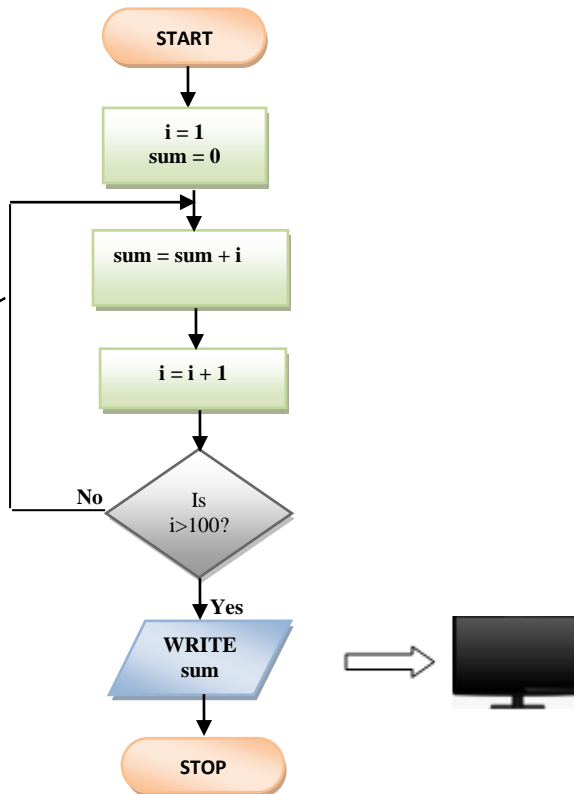 START
i = 1
sum = 0
sum = sum + i
i = i + 1
Is
i>100?
No
Yes
WRITE
sum
STOP